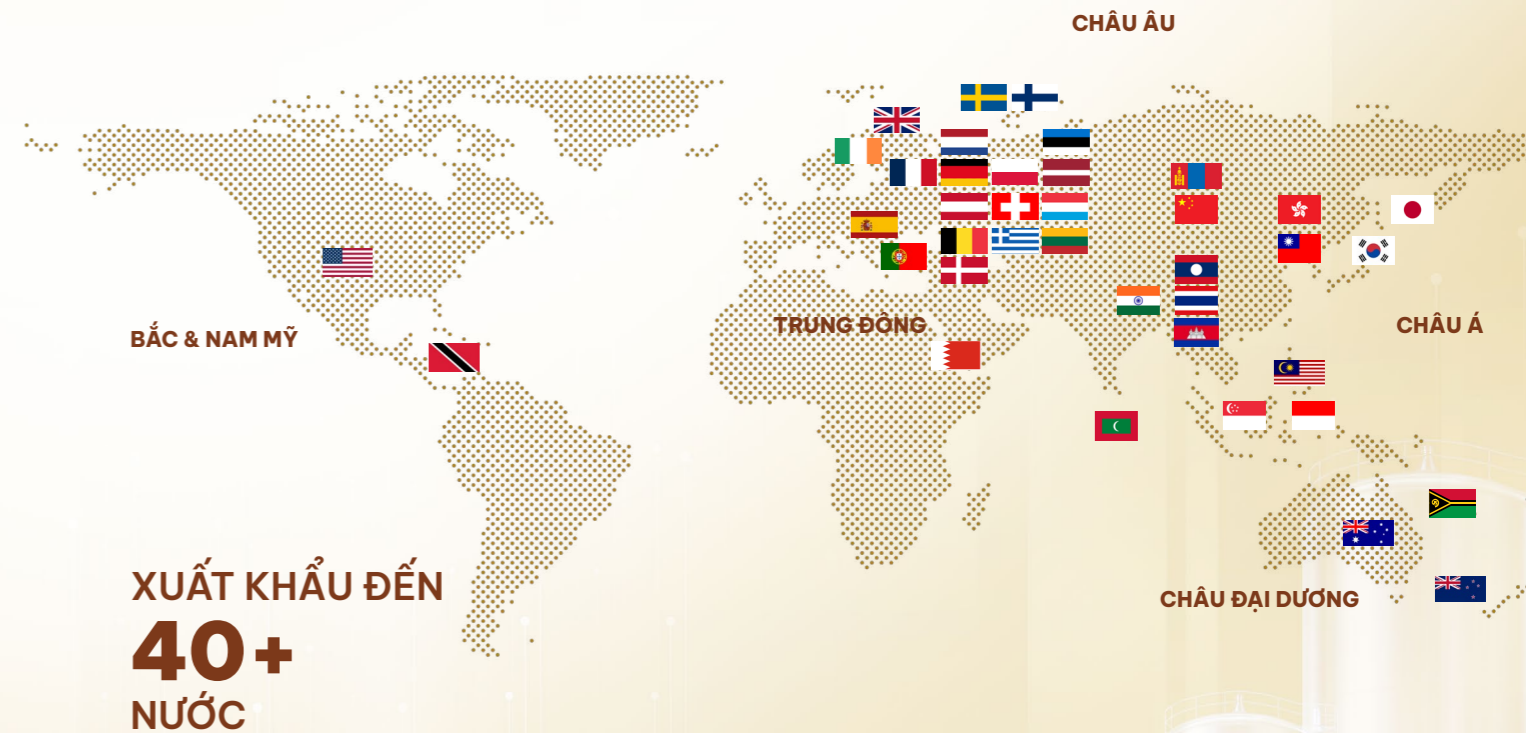 CHÂU ÂU
TRUNG ĐÔNG
CHÂU Á
BẮC & NAM MỸ
XUẤT KHẨU ĐẾN
40+
NƯỚC
CHÂU ĐẠI DƯƠNG